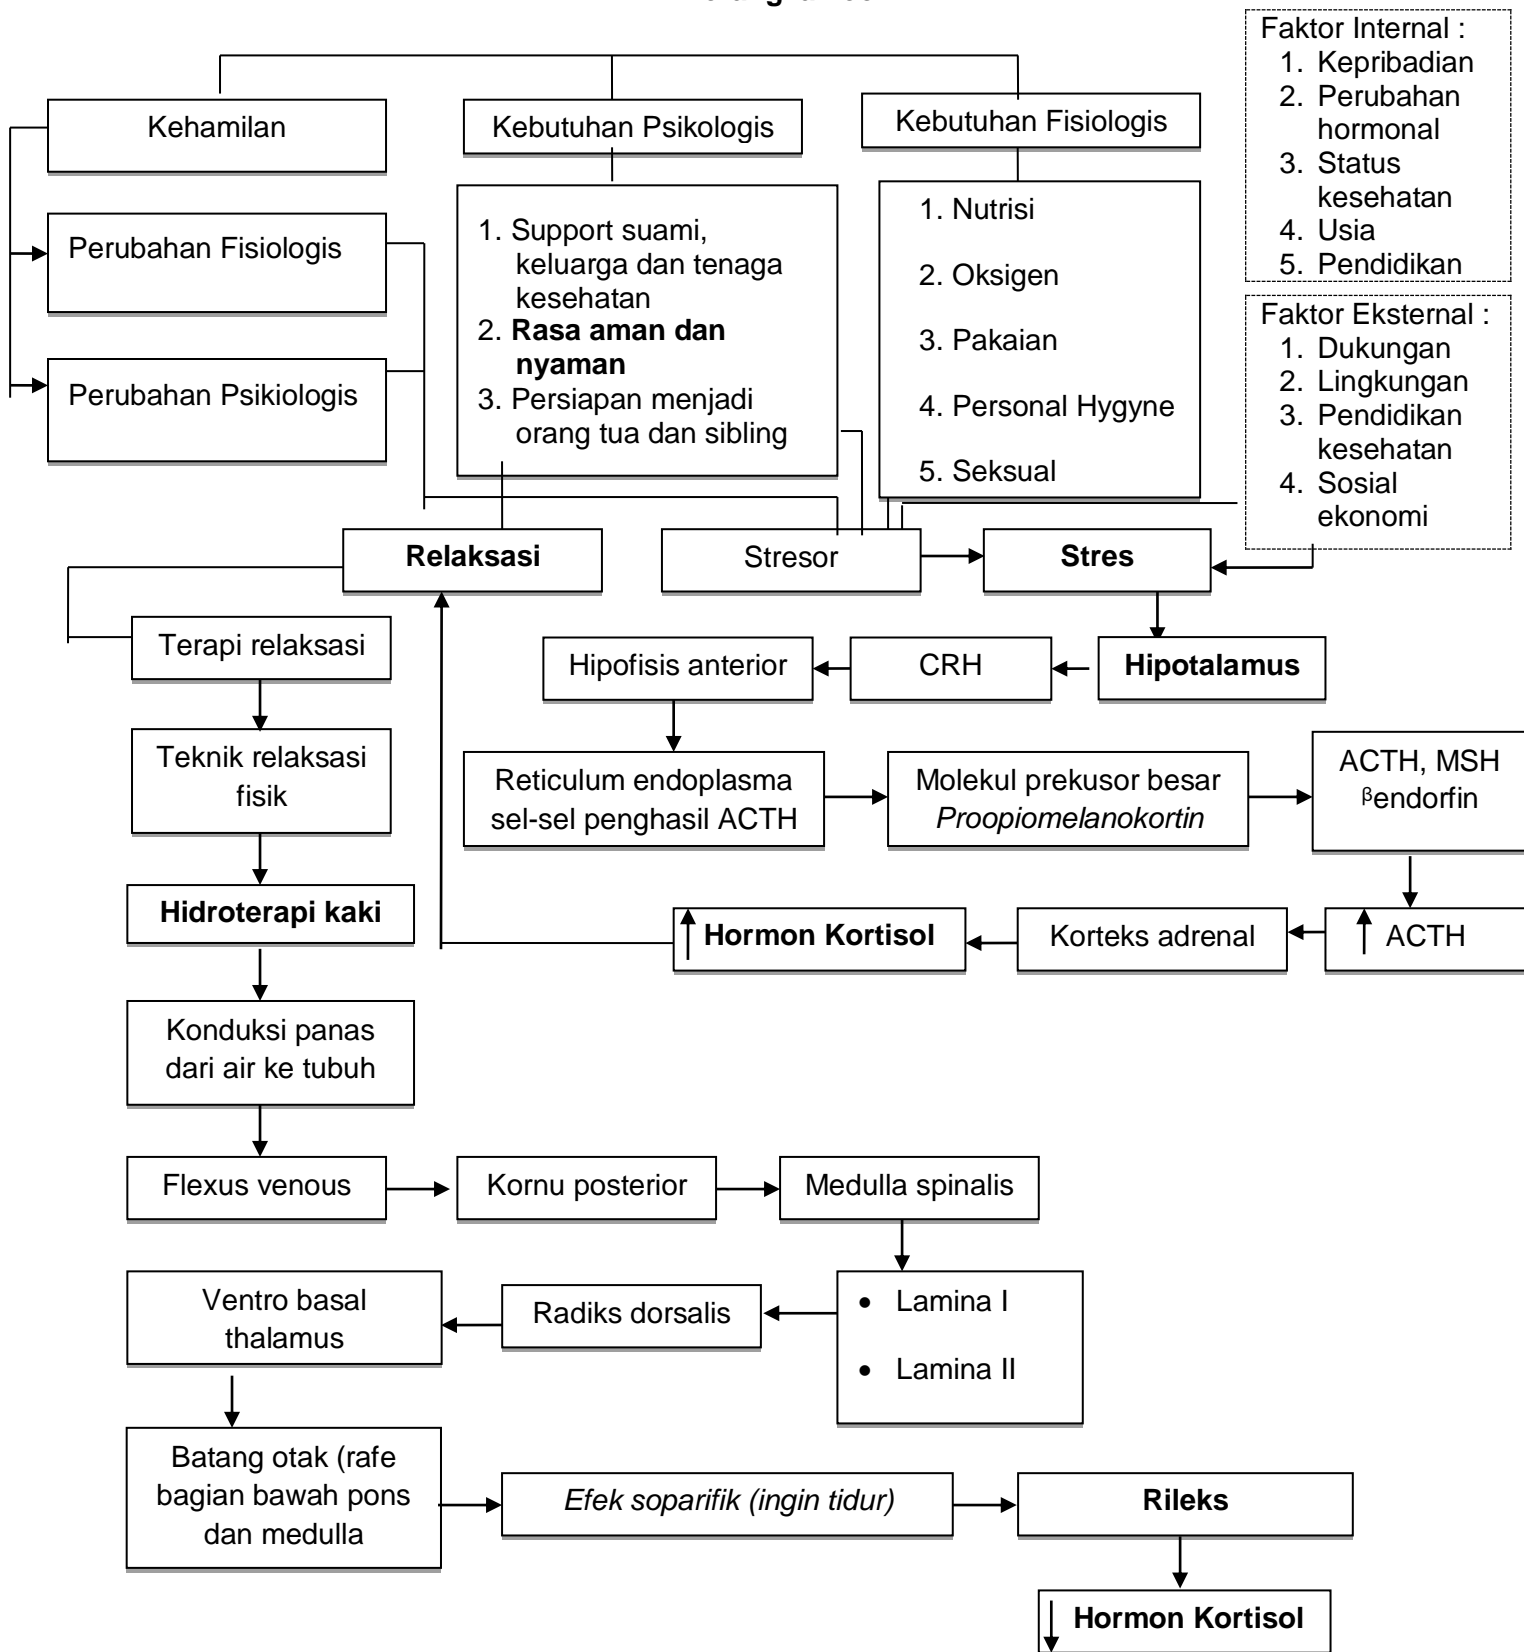 Kehamilan
Kebutuhan Psikologis
Kebutuhan Fisiologis
Faktor Internal :
1. Kepribadian
2. Perubahan
hormonal
3. Status
kesehatan
4. Usia
5. Pendidikan
Perubahan Fisiologis
Perubahan Psikiologis
1. Support suami,
keluarga dan tenaga
kesehatan
2. Rasa aman dan
nyaman
3. Persiapan menjadi
orang tua dan sibling
1. Nutrisi
2. Oksigen
3. Pakaian
4. Personal Hygyne
5. Seksual
Faktor Eksternal :
1. Dukungan
2. Lingkungan
3. Pendidikan
kesehatan
4. Sosial
ekonomi
Relaksasi
Stresor
Stres
Terapi relaksasi
Hipofisis anterior
CRH
Hipotalamus
Teknik relaksasi
fisik
Reticulum endoplasma
sel-sel penghasil ACTH
Molekul prekusor besar
Proopiomelanokortin
ACTH, MSH
βendorfin
Hidroterapi kaki
Hormon Kortisol
Korteks adrenal
ACTH
Konduksi panas
dari air ke tubuh
Flexus venous
Kornu posterior
Medulla spinalis
Ventro basal
thalamus
Radiks dorsalis
• Lamina I
• Lamina II
Batang otak (rafe
bagian bawah pons
dan medulla
Efek soparifik (ingin tidur)
Rileks
Hormon Kortisol